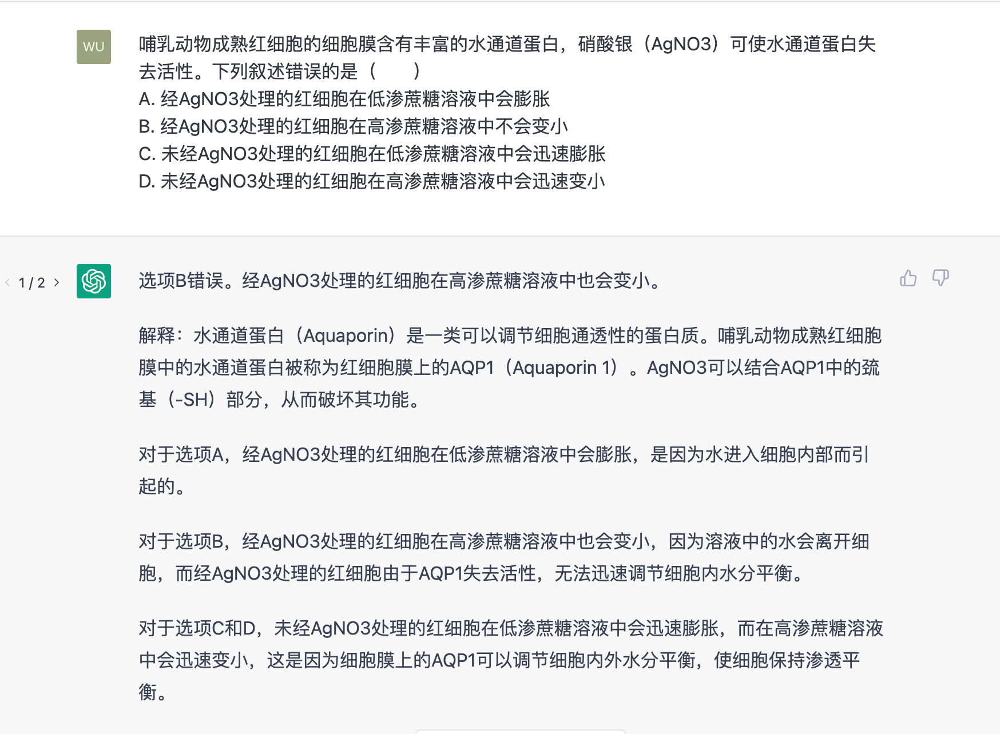 WU
哺乳动物成熟红细胞的细胞膜含有丰富的水通道蛋白，硝酸银（AgNO3）可使水通道蛋白失
去活性。下列叙述错误的是（　　）
A. 经AgNO3处理的红细胞在低渗蔗糖溶液中会膨胀
B. 经AgNO3处理的红细胞在高渗蔗糖溶液中不会变小
C. 未经AgNO3处理的红细胞在低渗蔗糖溶液中会迅速膨胀
D. 未经AgNO3处理的红细胞在高渗蔗糖溶液中会迅速变小
1 / 2
选项B错误。经AgNO3处理的红细胞在高渗蔗糖溶液中也会变小。
解释：水通道蛋白（Aquaporin）是一类可以调节细胞通透性的蛋白质。哺乳动物成熟红细胞
膜中的水通道蛋白被称为红细胞膜上的AQP1（Aquaporin 1）。AgNO3可以结合AQP1中的巯
基（-SH）部分，从而破坏其功能。
对于选项A，经AgNO3处理的红细胞在低渗蔗糖溶液中会膨胀，是因为水进入细胞内部而引
起的。
对于选项B，经AgNO3处理的红细胞在高渗蔗糖溶液中也会变小，因为溶液中的水会离开细
胞，而经AgNO3处理的红细胞由于AQP1失去活性，无法迅速调节细胞内水分平衡。
对于选项C和D，未经AgNO3处理的红细胞在低渗蔗糖溶液中会迅速膨胀，而在高渗蔗糖溶液
中会迅速变小，这是因为细胞膜上的AQP1可以调节细胞内外水分平衡，使细胞保持渗透平
衡。